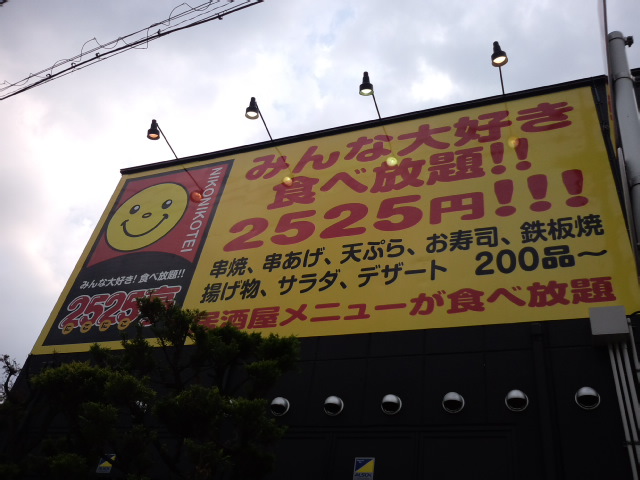 みんな大好き
食べ放題!!
2525円!!!
串焼、串あげ、天ぷら、お寿司、鉄板焼
揚げ物、サラダ、デザート 200品～
居酒屋メニューが食べ放題
NIKONIKOTEI
みんな大好き!食べ放題!!
2525亭